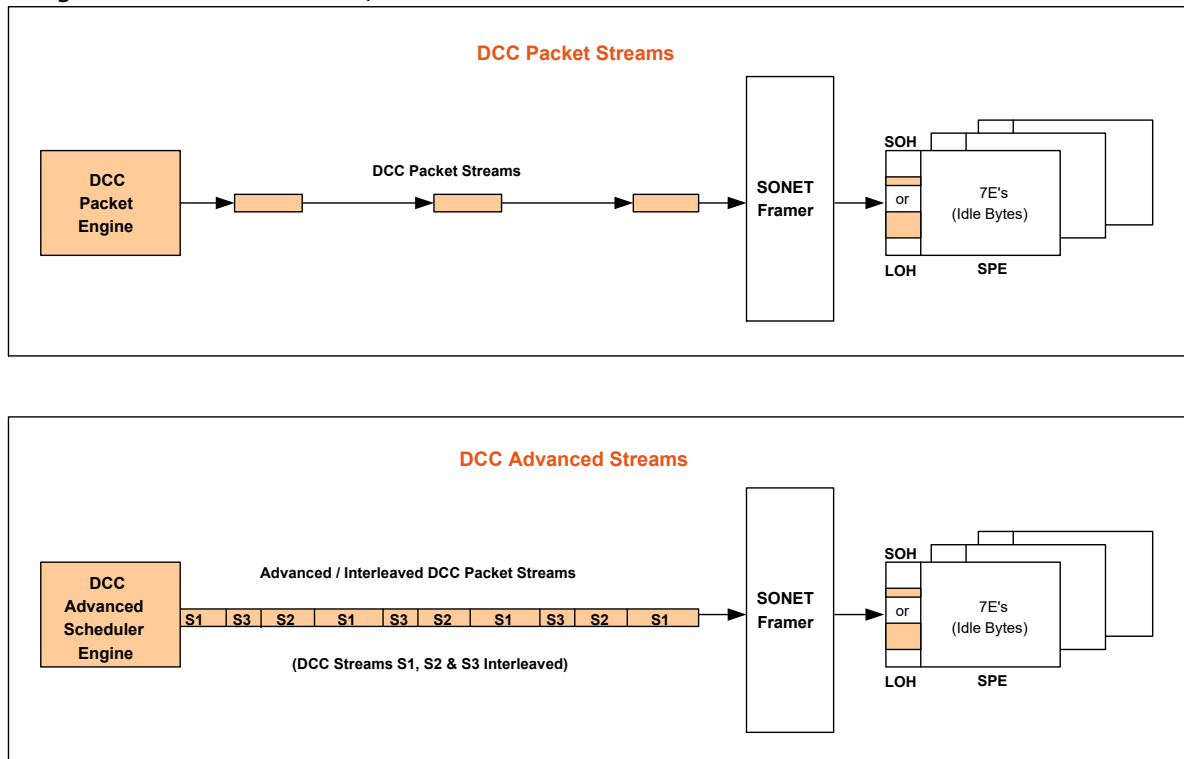 DCC Packet Streams
DCC
Packet
Engine
DCC Packet Streams
SONET
Framer
SOH
or
LOH
7E's
(Idle Bytes)
SPE
DCC Advanced Streams
DCC
Advanced
Scheduler
Engine
Advanced / Interleaved DCC Packet Streams
S1 S3 S2 S1 S3 S2 S1 S3 S2 S1
(DCC Streams S1, S2 & S3 Interleaved)
SONET
Framer
SOH
or
LOH
7E's
(Idle Bytes)
SPE